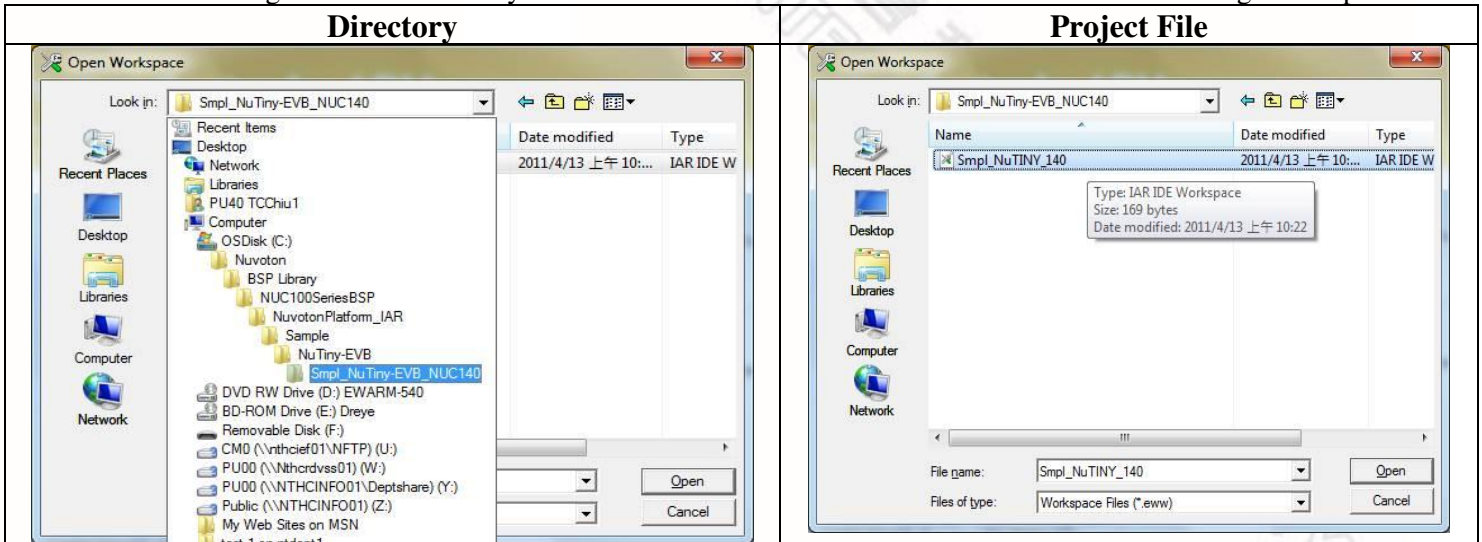 Directory
Project File
Open Workspace
Look in:
Smpl_NuTiny-EVB_NUC140
Recent Items
Desktop
Network
Libraries
PU40 TCChiu1
Computer
OSDisk (C:)
Nuvoton
BSP Library
NUC100SeriesBSP
NuvotonPlatform_IAR
Sample
NuTiny-EVB
Smpl_NuTiny-EVB_NUC140
DVD RW Drive (D:) EWARM-540
BD-ROM Drive (E:) Dreye
Removable Disk (F:)
CM0 (\\nthcief01\NFTP) (U:)
PU00 (\\Nthcrdvss01) (W:)
PU00 (\\NTHCINFO01\Deptshare) (Y:)
Public (\\NTHCINFO01) (Z:)
My Web Sites on MSN
Recent Places
Desktop
Libraries
Computer
Network
Date modified Type
2011/4/13 上午 10:... IAR IDE W
Open
Cancel
Open Workspace
Look in:
Smpl_NuTiny-EVB_NUC140
Recent Places
Desktop
Libraries
Computer
Network
Name Date modified Type
Smpl_NuTINY_140 2011/4/13 上午 10:... IAR IDE W
Type: IAR IDE Workspace
Size: 169 bytes
Date modified: 2011/4/13 上午 10:22
File name: Smpl_NuTINY_140 Open
Files of type: Workspace Files (*.eww) Cancel